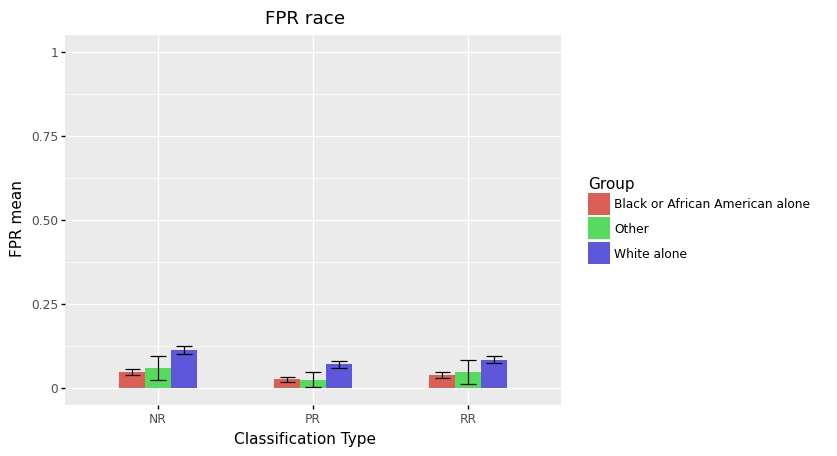 FPR race
1
0.75
0.50
0.25
0
FPR mean
NR
PR
RR
Classification Type
Group
Black or African American alone
Other
White alone